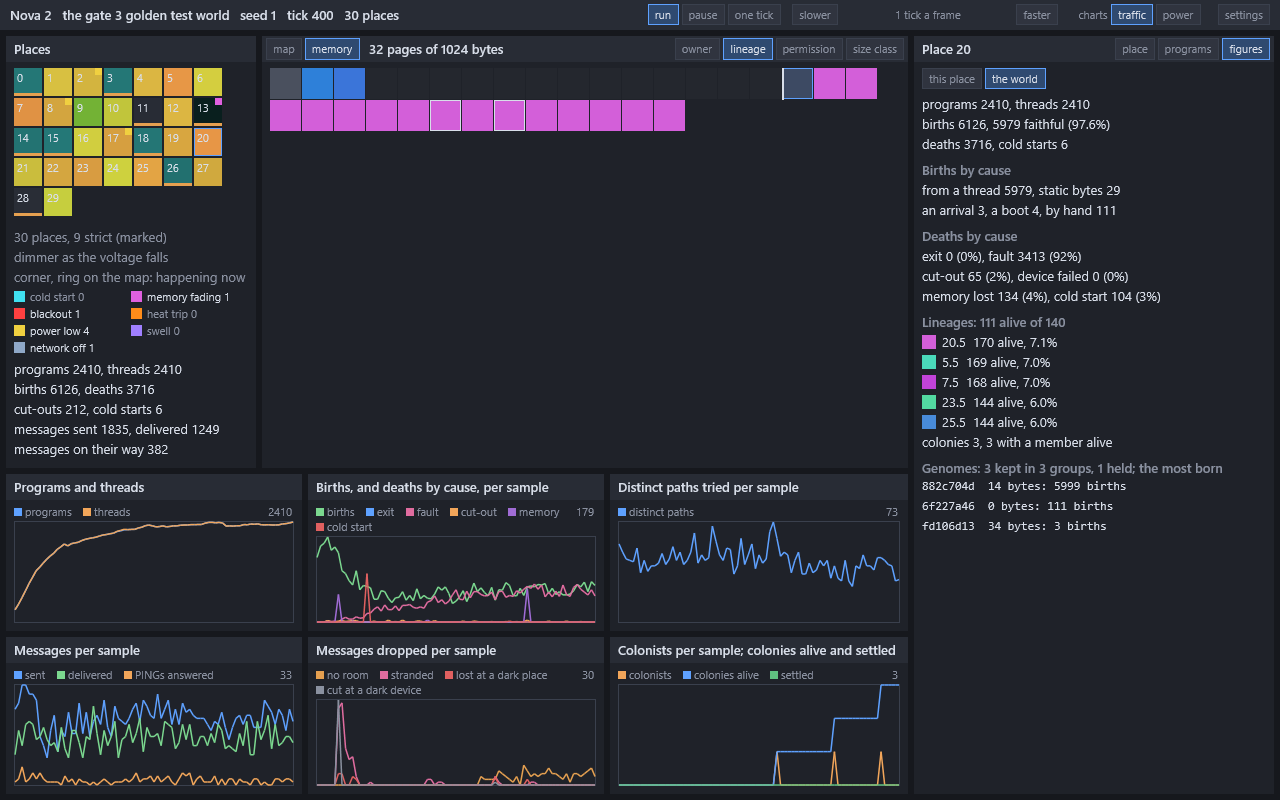 Nova 2 the gate 3 golden test world seed 1 tick 400 30 places
run pause one tick slower 1 tick a frame faster charts traffic power settings
Places
0 1 2 3 4 5 6
7 8 9 10 11 12 13
14 15 16 17 18 19 20
21 22 23 24 25 26 27
28 29
30 places, 9 strict (marked)
dimmer as the voltage falls
corner, ring on the map: happening now
cold start 0 memory fading 1
blackout 1 heat trip 0
power low 4 swell 0
network off 1
programs 2410, threads 2410
births 6126, deaths 3716
cut-outs 212, cold starts 6
messages sent 1835, delivered 1249
messages on their way 382
map memory 32 pages of 1024 bytes owner lineage permission size class
Place 20 place programs figures
this place the world
programs 2410, threads 2410
births 6126, 5979 faithful (97.6%)
deaths 3716, cold starts 6
Births by cause
from a thread 5979, static bytes 29
an arrival 3, a boot 4, by hand 111
Deaths by cause
exit 0 (0%), fault 3413 (92%)
cut-out 65 (2%), device failed 0 (0%)
memory lost 134 (4%), cold start 104 (3%)
Lineages: 111 alive of 140
20.5 170 alive, 7.1%
5.5 169 alive, 7.0%
7.5 168 alive, 7.0%
23.5 144 alive, 6.0%
25.5 144 alive, 6.0%
colonies 3, 3 with a member alive
Genomes: 3 kept in 3 groups, 1 held; the most born
882c704d 14 bytes: 5999 births
6f227a46 0 bytes: 111 births
fd106d13 34 bytes: 3 births
Programs and threads
programs threads 2410
Births, and deaths by cause, per sample
births exit fault cut-out memory 179
cold start
Distinct paths tried per sample
distinct paths 73
Messages per sample
sent delivered PINGs answered 33
Messages dropped per sample
no room stranded lost at a dark place 30
cut at a dark device
Colonists per sample; colonies alive and settled
colonists colonies alive settled 3